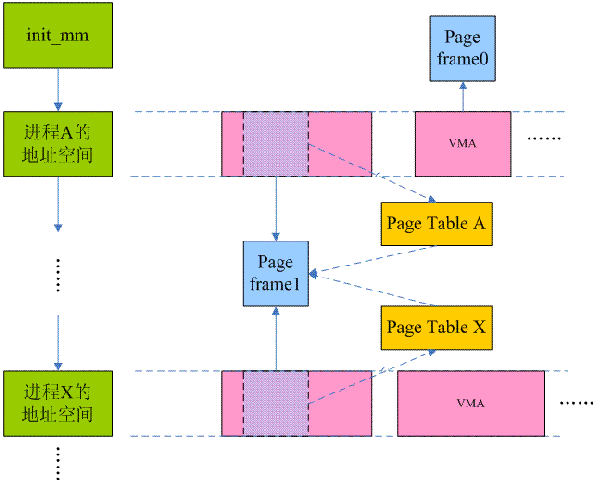 init_mm
Page
frame0
进程A的
地址空间
VMA
……
Page Table A
Page
frame1
Page Table X
进程X的
地址空间
VMA
……